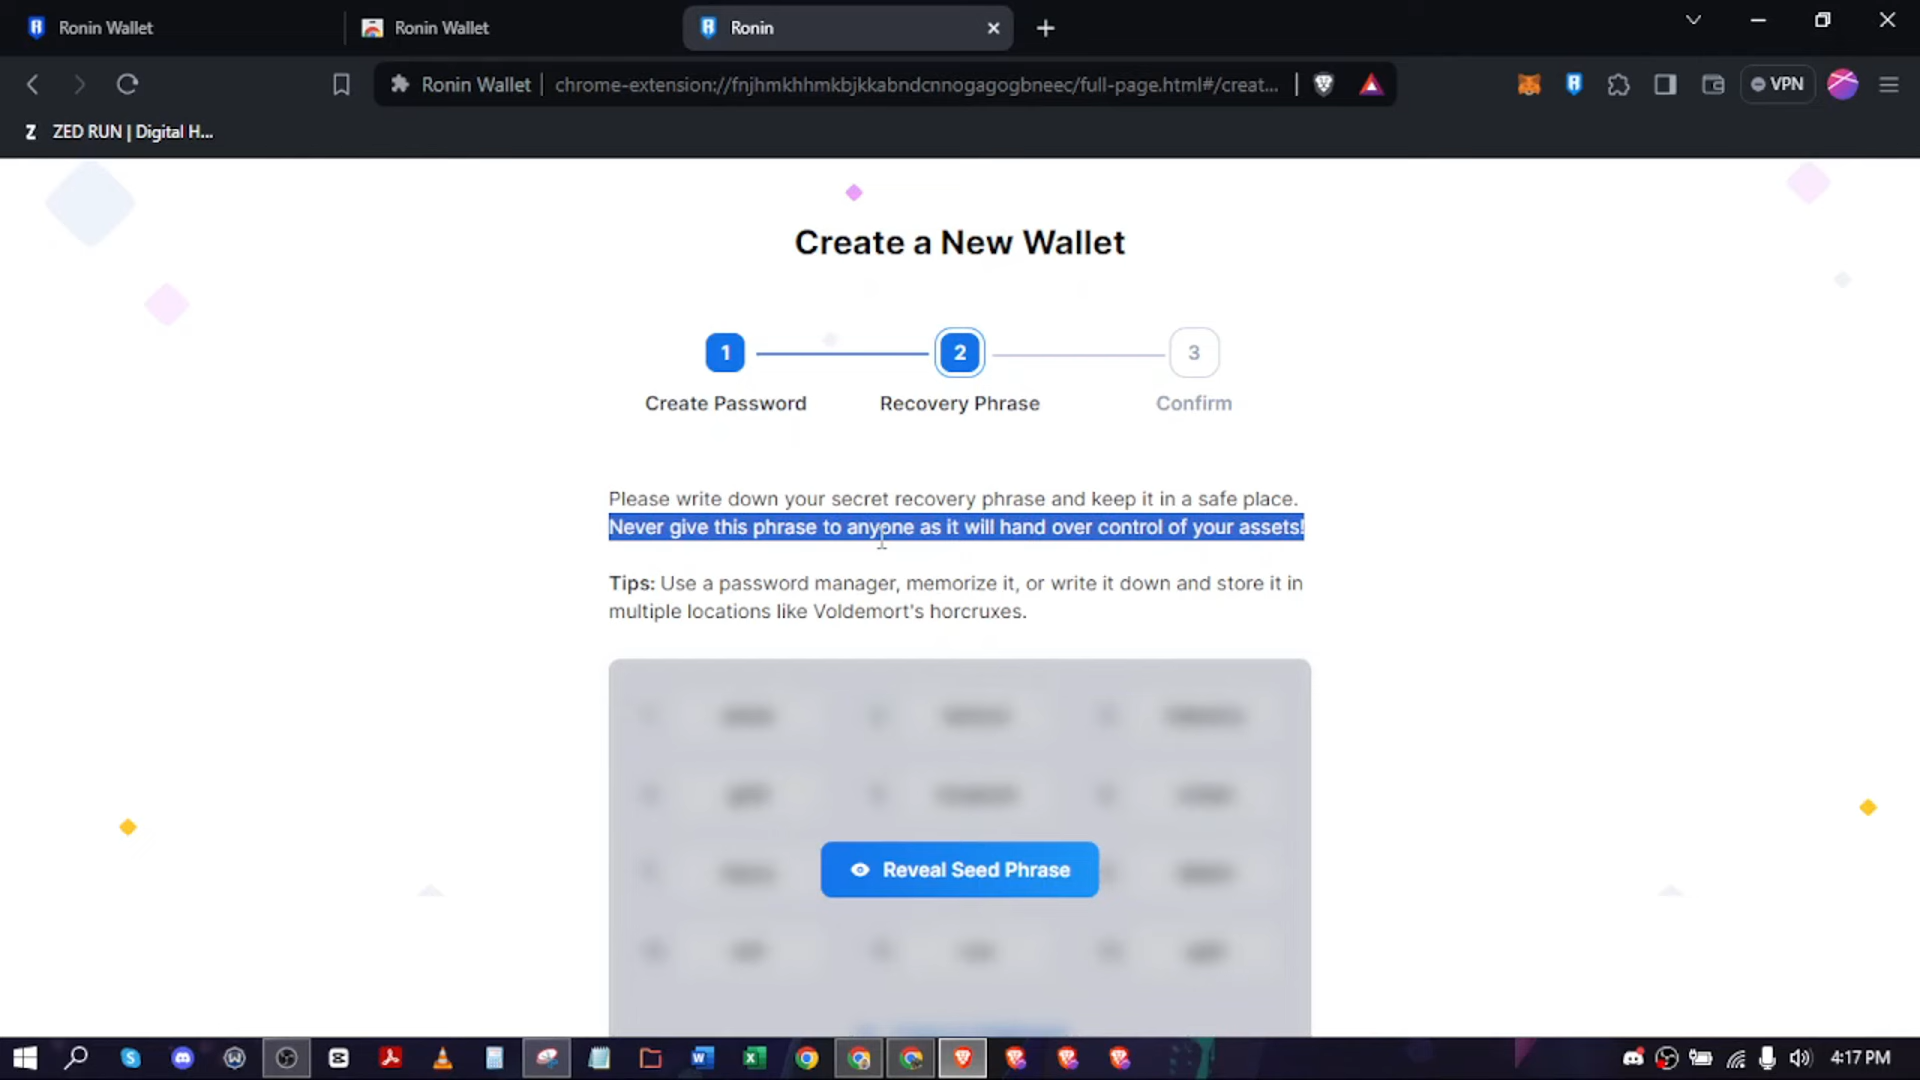 Ronin Wallet
Ronin Wallet
Ronin
Ronin Wallet
chrome-extension://fnjhmkhhmkbjkkabndcnnogagogbneec/full-page.html#/creat...
VPN
Z ZED RUN | Digital H...
Create a New Wallet
1
2
3
Create Password
Recovery Phrase
Confirm
Please write down your secret recovery phrase and keep it in a safe place.
Never give this phrase to anyone as it will hand over control of your assets!
Tips: Use a password manager, memorize it, or write it down and store it in
multiple locations like Voldemort's horcruxes.
Reveal Seed Phrase
4:17 PM